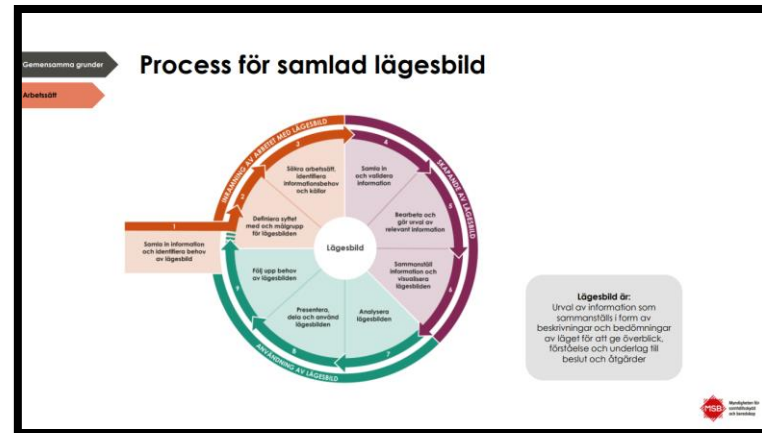 Gemensamma grunder
Arbetssätt
Process för samlad lägesbild
INRAMNING AV ARBETET MED LÄGESBILD
SKAPANDE AV LÄGESBILD
ANVÄNDNING AV LÄGESBILD
1
Samla in information
och identifiera behov
av lägesbild
2
Definiera syftet
med och målgrupp
för lägesbilden
3
Säkra arbetssätt,
identifiera
informationsbehov
och källor
4
Samla in
och validera
information
5
Bearbeta och
gör urval av
relevant information
6
Sammanställ
information och
visualisera
lägesbilden
7
Analysera
lägesbilden
8
Presentera,
dela och använd
lägesbilden
9
Följ upp behov
av lägesbilden
Lägesbild
Lägesbild är:
Urval av information som
sammanställs i form av
beskrivningar och bedömningar
av läget för att ge överblick,
förståelse och underlag till
beslut och åtgärder
MSB
Myndigheten för
samhällsskydd
och beredskap